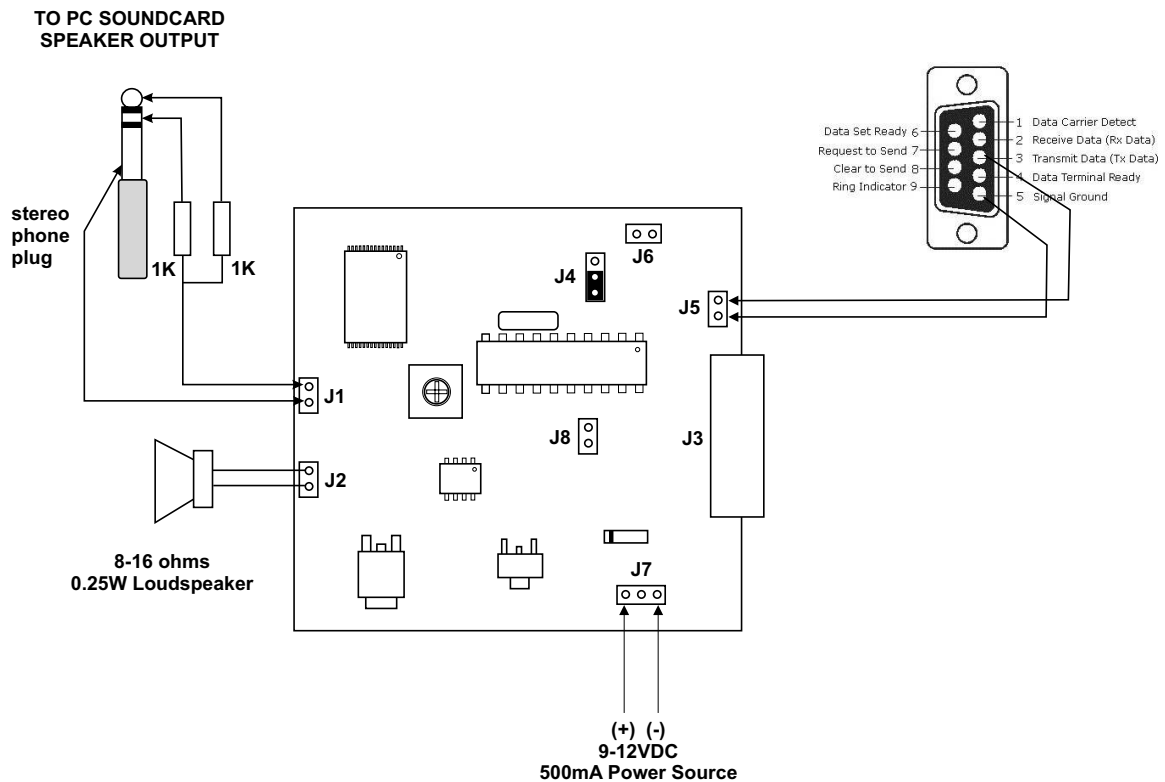 TO PC SOUNDCARD
SPEAKER OUTPUT
stereo
phone
plug
1K
1K
Data Set Ready 6
Request to Send 7
Clear to Send 8
Ring Indicator 9
1 Data Carrier Detect
2 Receive Data (Rx Data)
3 Transmit Data (Tx Data)
4 Data Terminal Ready
5 Signal Ground
J6
J4
J5
J1
J8
J3
J2
8-16 ohms
0.25W Loudspeaker
J7
(+) (-)
9-12VDC
500mA Power Source